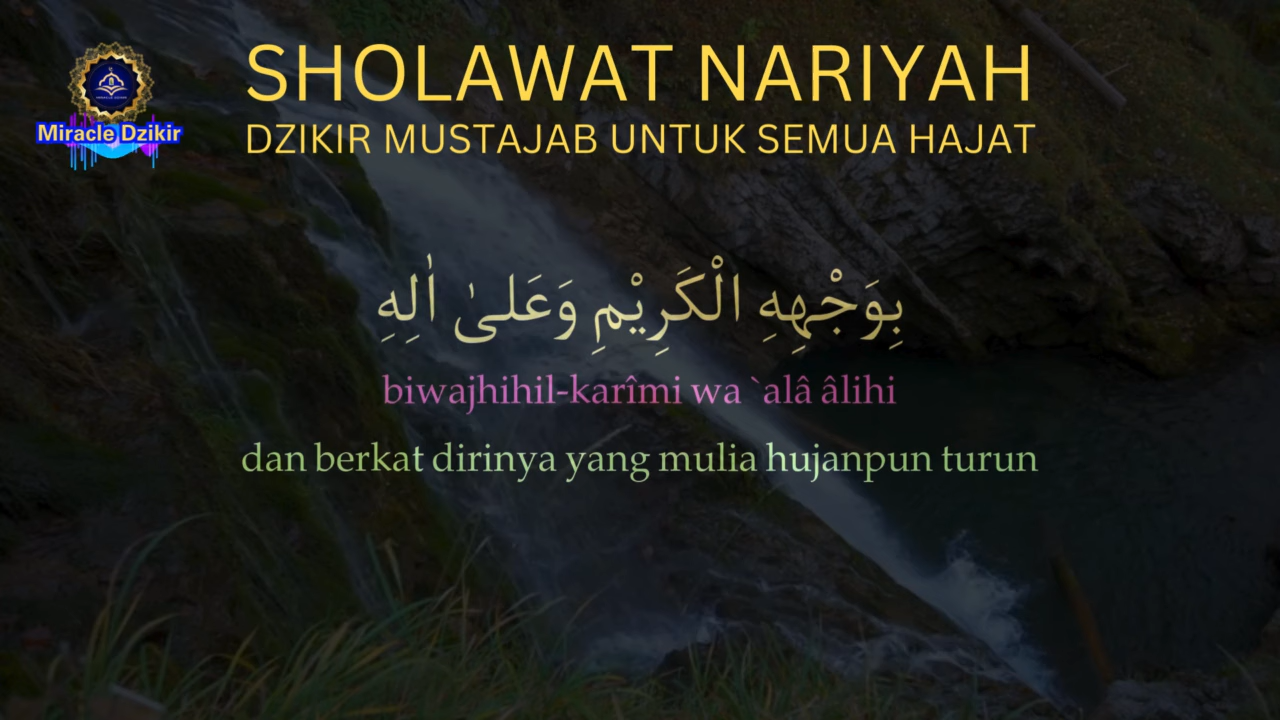 Miracle Dzikir
SHOLAWAT NARIYAH
DZIKIR MUSTAJAB UNTUK SEMUA HAJAT
بِوَجْهِهِ الْكَرِيْمِ وَعَلىٰ اٰلِهِ
biwajhihil-karîmi wa `alâ âlihi
dan berkat dirinya yang mulia hujanpun turun